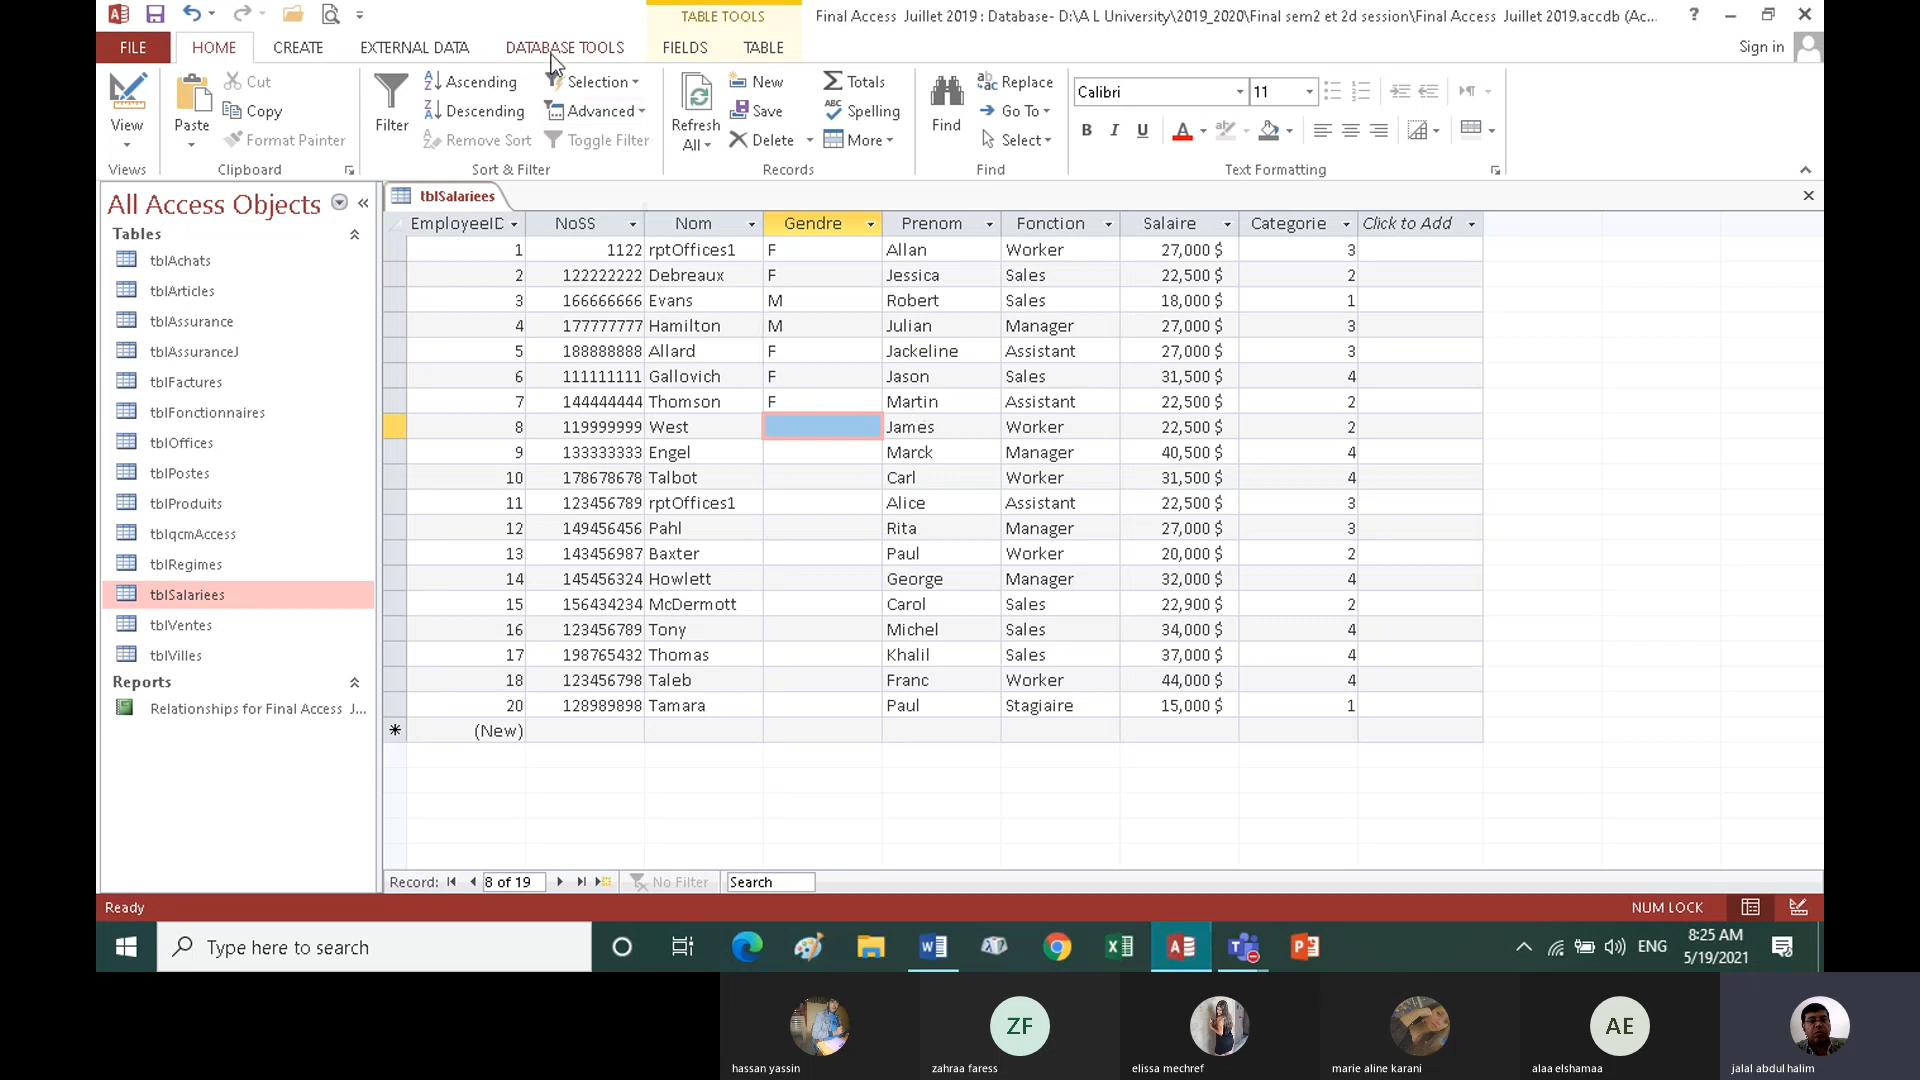 TABLE TOOLS
Final Access Juillet 2019 : Database- D:\A L University\2019_2020\Final sem2 et 2d session\Final Access Juillet 2019.accdb (Ac...
?
FILE HOME CREATE EXTERNAL DATA DATABASE TOOLS FIELDS TABLE Sign in
Cut Ascending Selection New Totals Replace Calibri 11
View Paste Copy Filter Descending Advanced Refresh Save Spelling Find Go To
Format Painter Remove Sort Toggle Filter All Delete More Select B I U A
Views Clipboard Sort & Filter Records Find Text Formatting
All Access Objects « tblSalariees
Tables
tblAchats
tblArticles
tblAssurance
tblAssuranceJ
tblFactures
tblFonctionnaires
tblOffices
tblPostes
tblProduits
tblqcmAccess
tblRegimes
tblSalariees
tblVentes
tblVilles
Reports
Relationships for Final Access J...
EmployeeID NoSS Nom Gendre Prenom Fonction Salaire Categorie Click to Add
1 1122 rptOffices1 F Allan Worker 27,000 $ 3
2 122222222 Debreaux F Jessica Sales 22,500 $ 2
3 166666666 Evans M Robert Sales 18,000 $ 1
4 177777777 Hamilton M Julian Manager 27,000 $ 3
5 188888888 Allard F Jackeline Assistant 27,000 $ 3
6 111111111 Gallovich F Jason Sales 31,500 $ 4
7 144444444 Thomson F Martin Assistant 22,500 $ 2
8 119999999 West James Worker 22,500 $ 2
9 133333333 Engel Marck Manager 40,500 $ 4
10 178678678 Talbot Carl Worker 31,500 $ 4
11 123456789 rptOffices1 Alice Assistant 22,500 $ 3
12 149456456 Pahl Rita Manager 27,000 $ 3
13 143456987 Baxter Paul Worker 20,000 $ 2
14 145456324 Howlett George Manager 32,000 $ 4
15 156434234 McDermott Carol Sales 22,900 $ 2
16 123456789 Tony Michel Sales 34,000 $ 4
17 198765432 Thomas Khalil Sales 37,000 $ 4
18 123456798 Taleb Franc Worker 44,000 $ 4
20 128989898 Tamara Paul Stagiaire 15,000 $ 1
* (New)
Record: 8 of 19 No Filter Search
Ready NUM LOCK
Type here to search ENG 8:25 AM
5/19/2021
ZF AE
hassan yassin zahraa faress elissa mechref marie aline karani alaa elshamaa jalal abdul halim